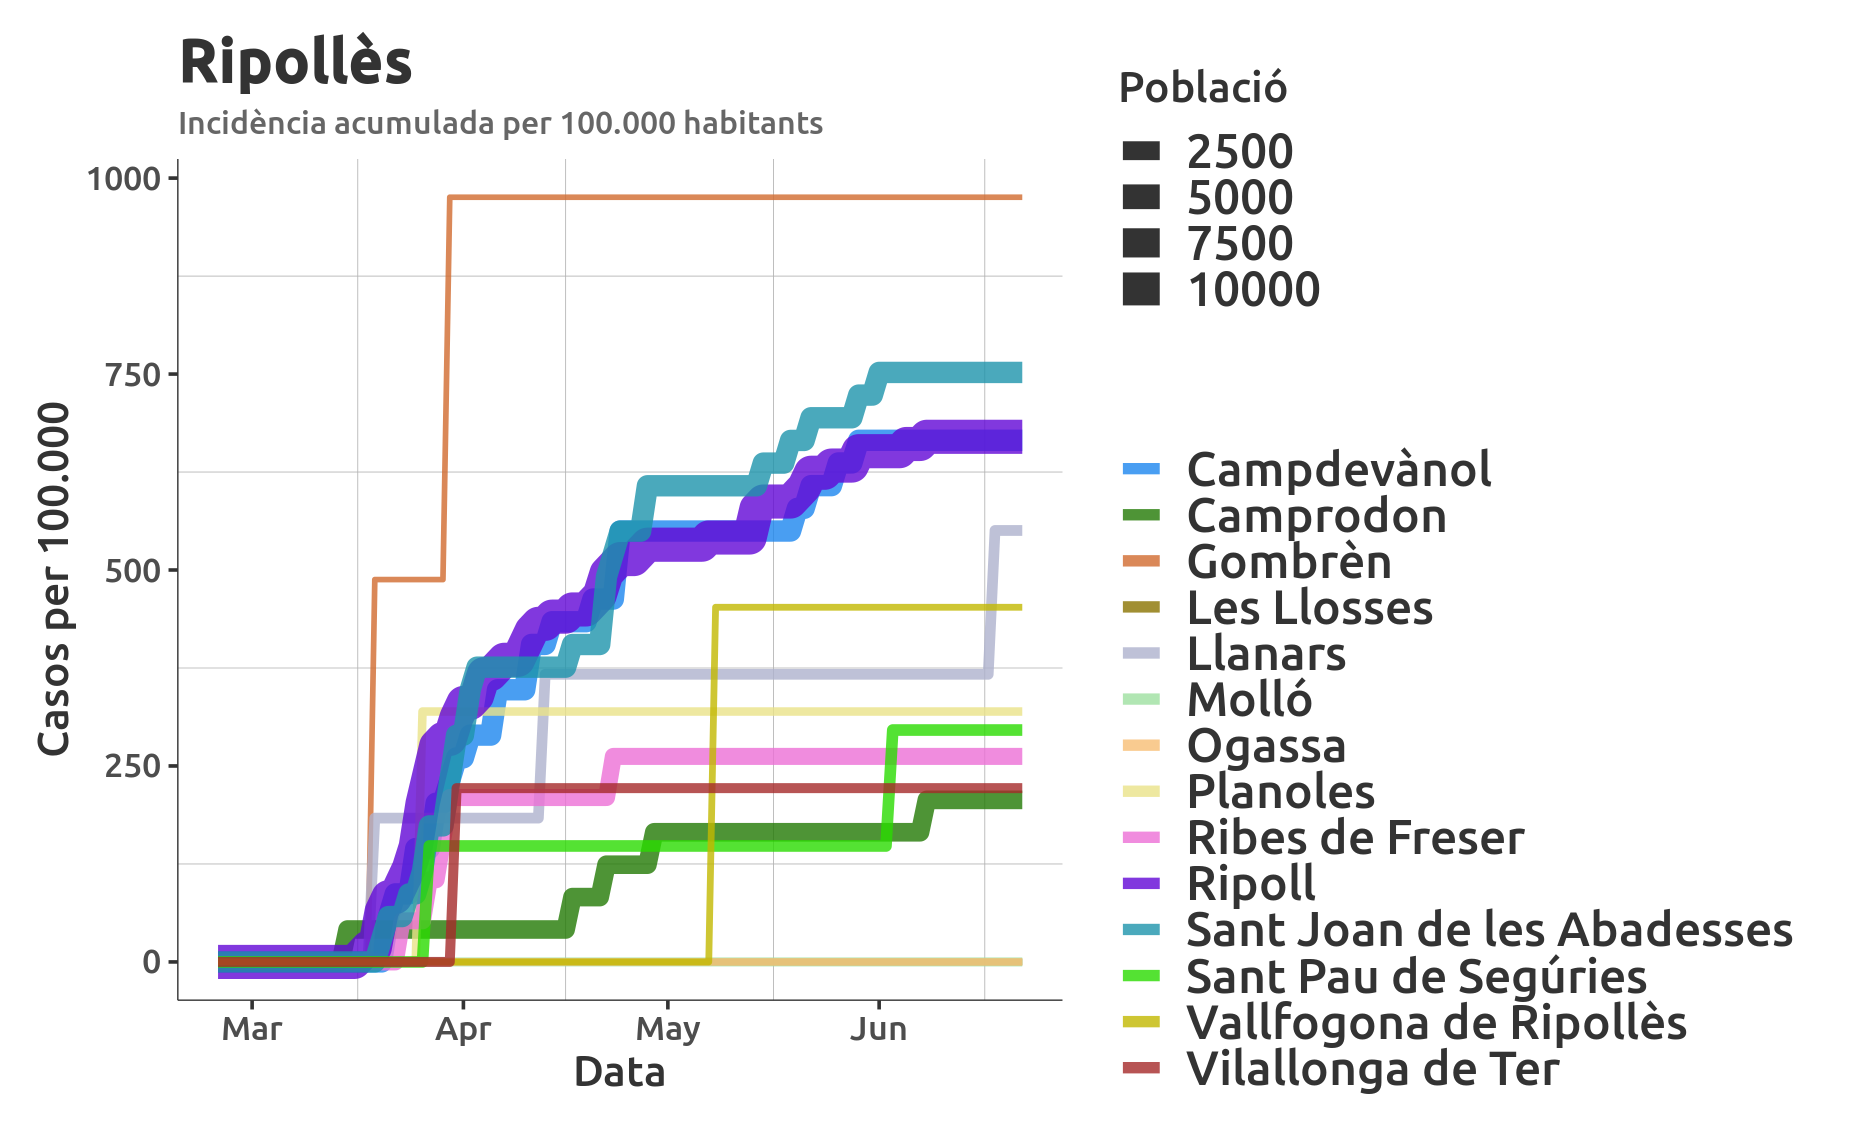 Ripollès
Incidència acumulada per 100.000 habitants
Casos per 100.000
1000
750
500
250
0
Mar Apr May Jun
Data
Població
2500
5000
7500
10000
Campdevànol
Camprodon
Gombrèn
Les Llosses
Llanars
Molló
Ogassa
Planoles
Ribes de Freser
Ripoll
Sant Joan de les Abadesses
Sant Pau de Segúries
Vallfogona de Ripollès
Vilallonga de Ter